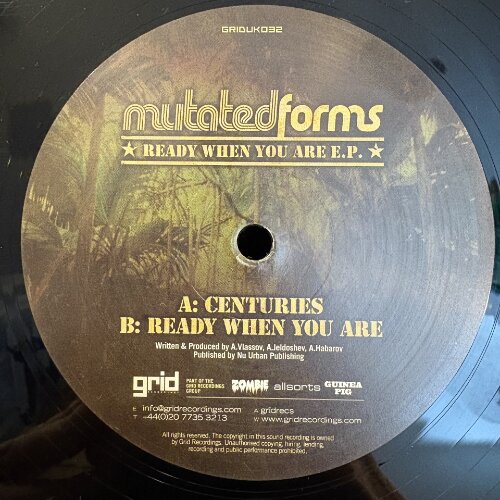 GRIDUK032
mutatedforms
★ READY WHEN YOU ARE E.P. ★
A: CENTURIES
B: READY WHEN YOU ARE
Written & Produced by A.Vlassov, A.Jeldoshev, A.Habarov
Published by Nu Urban Publishing
grid
RECORDINGS
PART OF THE
GRID RECORDINGS
GROUP
ZOMBIE
allsorts
GUINEA
PIG
E info@gridrecordings.com A gridrecs
T +44(0)20 7735 3213 W www.gridrecordings.com
All rights reserved. The copyright in this sound recording is owned
by Grid Recordings. Unauthorised copying, hiring, lending,
recording and public performance prohibited.